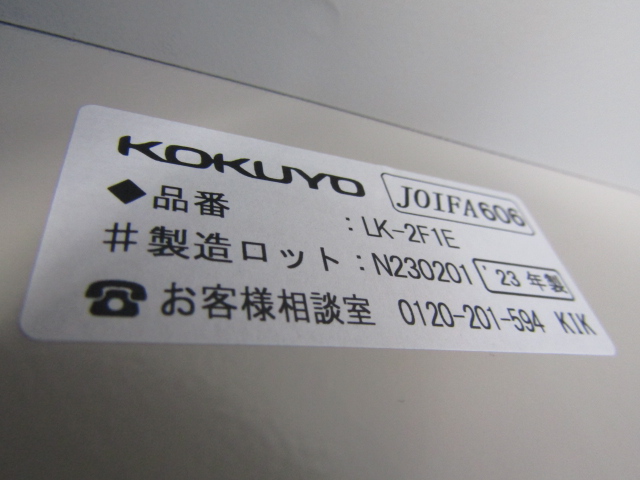 KOKUYO JOIFA606
◆品番 : LK-2F1E
#製造ロット : N230201 '23年製
☎お客様相談室 0120-201-594 KIK